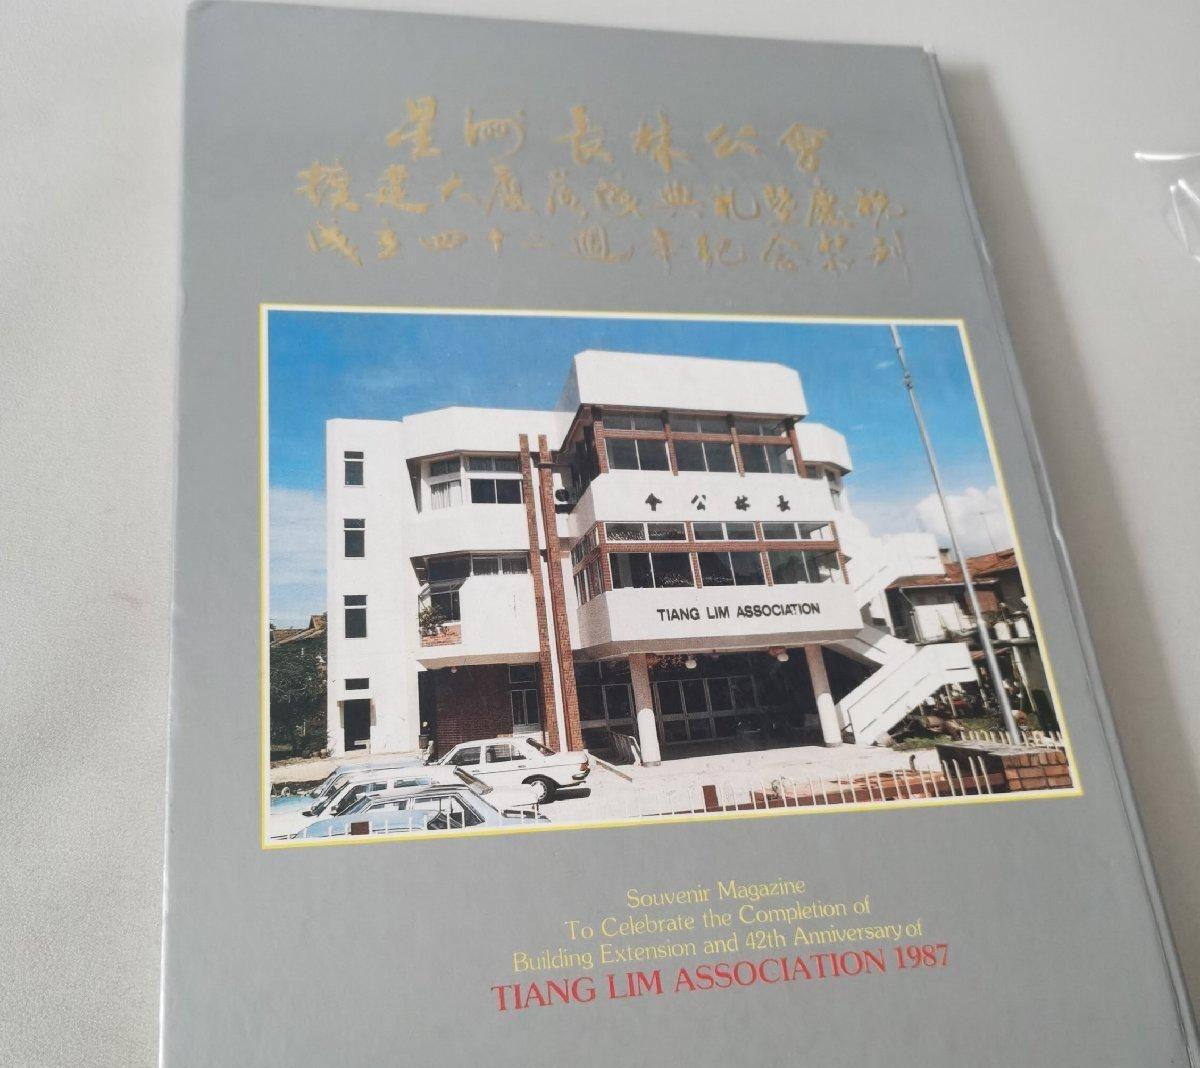 星洲長林公會
擴建大廈落成典礼暨慶祝
成立四十二週年紀念特刊
長林公會
TIANG LIM ASSOCIATION
Souvenir Magazine
To Celebrate the Completion of
Building Extension and 42th Anniversary of
TIANG LIM ASSOCIATION 1987